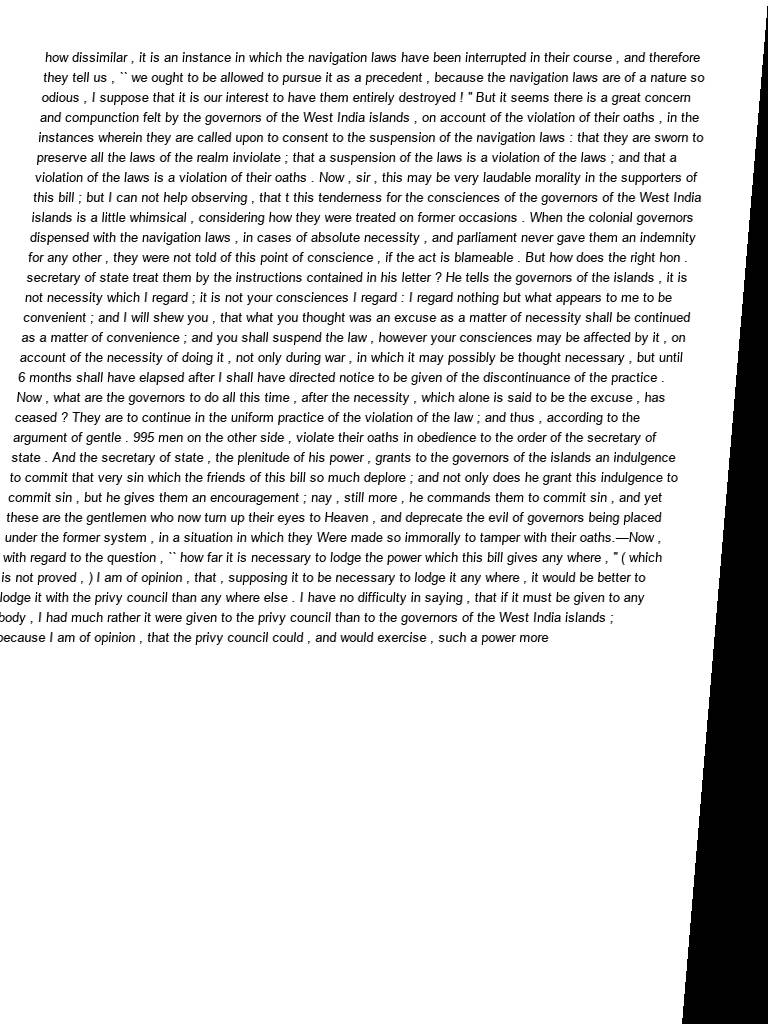 how dissimilar , it is an instance in which the navigation laws have been interrupted in their course , and therefore
they tell us , `` we ought to be allowed to pursue it as a precedent , because the navigation laws are of a nature so
odious , I suppose that it is our interest to have them entirely destroyed ! " But it seems there is a great concern
and compunction felt by the governors of the West India islands , on account of the violation of their oaths , in the
instances wherein they are called upon to consent to the suspension of the navigation laws : that they are sworn to
preserve all the laws of the realm inviolate ; that a suspension of the laws is a violation of the laws ; and that a
violation of the laws is a violation of their oaths . Now , sir , this may be very laudable morality in the supporters of
this bill ; but I can not help observing , that t this tenderness for the consciences of the governors of the West India
islands is a little whimsical , considering how they were treated on former occasions . When the colonial governors
dispensed with the navigation laws , in cases of absolute necessity , and parliament never gave them an indemnity
for any other , they were not told of this point of conscience , if the act is blameable . But how does the right hon .
secretary of state treat them by the instructions contained in his letter ? He tells the governors of the islands , it is
not necessity which I regard ; it is not your consciences I regard : I regard nothing but what appears to me to be
convenient ; and I will shew you , that what you thought was an excuse as a matter of necessity shall be continued
as a matter of convenience ; and you shall suspend the law , however your consciences may be affected by it , on
account of the necessity of doing it , not only during war , in which it may possibly be thought necessary , but until
6 months shall have elapsed after I shall have directed notice to be given of the discontinuance of the practice .
Now , what are the governors to do all this time , after the necessity , which alone is said to be the excuse , has
ceased ? They are to continue in the uniform practice of the violation of the law ; and thus , according to the
argument of gentle . 995 men on the other side , violate their oaths in obedience to the order of the secretary of
state . And the secretary of state , the plenitude of his power , grants to the governors of the islands an indulgence
to commit that very sin which the friends of this bill so much deplore ; and not only does he grant this indulgence to
commit sin , but he gives them an encouragement ; nay , still more , he commands them to commit sin , and yet
these are the gentlemen who now turn up their eyes to Heaven , and deprecate the evil of governors being placed
under the former system , in a situation in which they Were made so immorally to tamper with their oaths.—Now ,
with regard to the question , `` how far it is necessary to lodge the power which this bill gives any where , " ( which
is not proved , ) I am of opinion , that , supposing it to be necessary to lodge it any where , it would be better to
lodge it with the privy council than any where else . I have no difficulty in saying , that if it must be given to any
body , I had much rather it were given to the privy council than to the governors of the West India islands ;
because I am of opinion , that the privy council could , and would exercise , such a power more